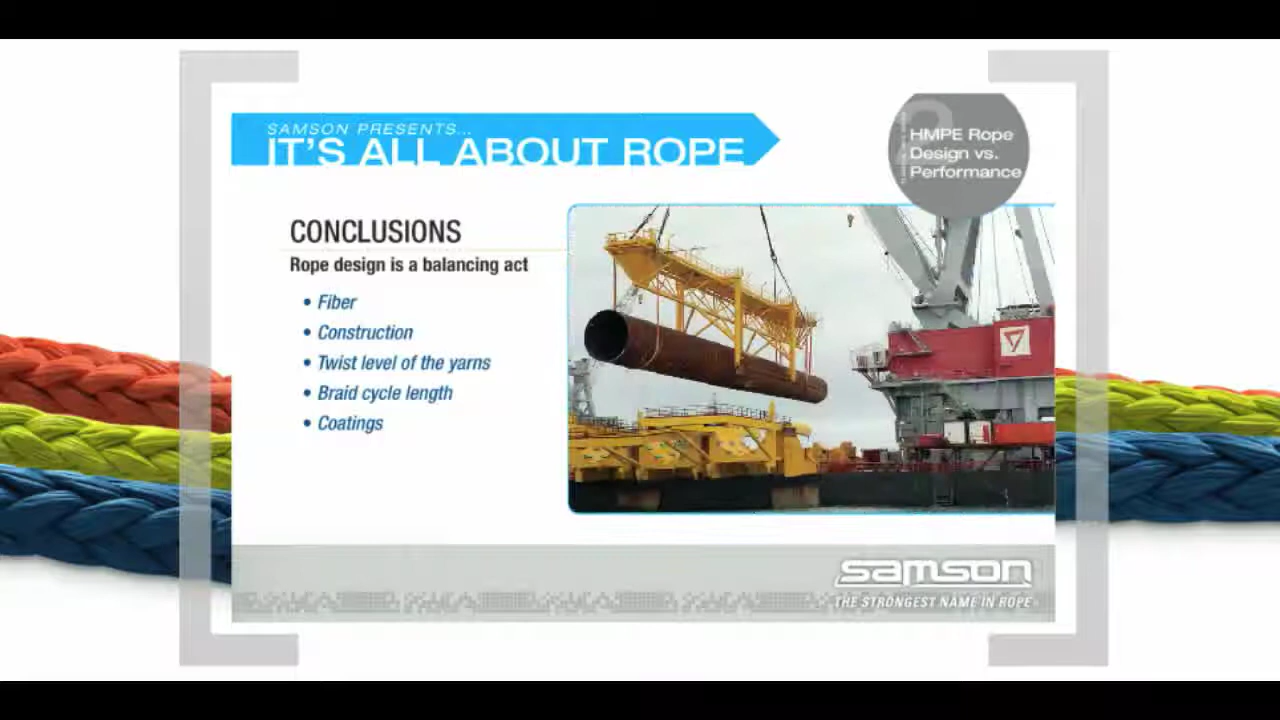 SAMSON PRESENTS...
IT'S ALL ABOUT ROPE
HMPE Rope
Design vs.
Performance
CONCLUSIONS
Rope design is a balancing act
• Fiber
• Construction
• Twist level of the yarns
• Braid cycle length
• Coatings
samson
THE STRONGEST NAME IN ROPE